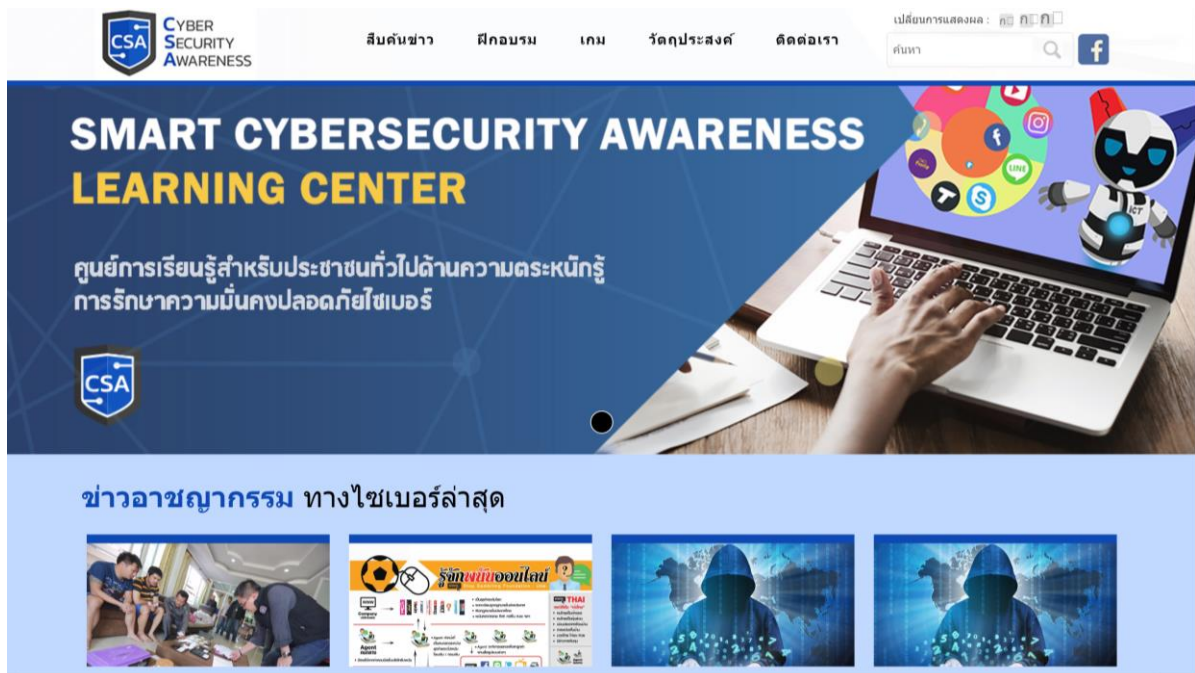 CYBER
SECURITY
AWARENESS
CSA
สืบค้นข่าว ฝึกอบรม เกม วัตถุประสงค์ ติดต่อเรา
เปลี่ยนการแสดงผล : ก ก ก
ค้นหา
f
SMART CYBERSECURITY AWARENESS
LEARNING CENTER
ศูนย์การเรียนรู้สำหรับประชาชนทั่วไปด้านความตระหนักรู้
การรักษาความมั่นคงปลอดภัยไซเบอร์
CSA
LINE
ICT
ข่าวอาชญากรรม ทางไซเบอร์ล่าสุด
รู้จักพนันออนไลน์
THAI
Company
Agent